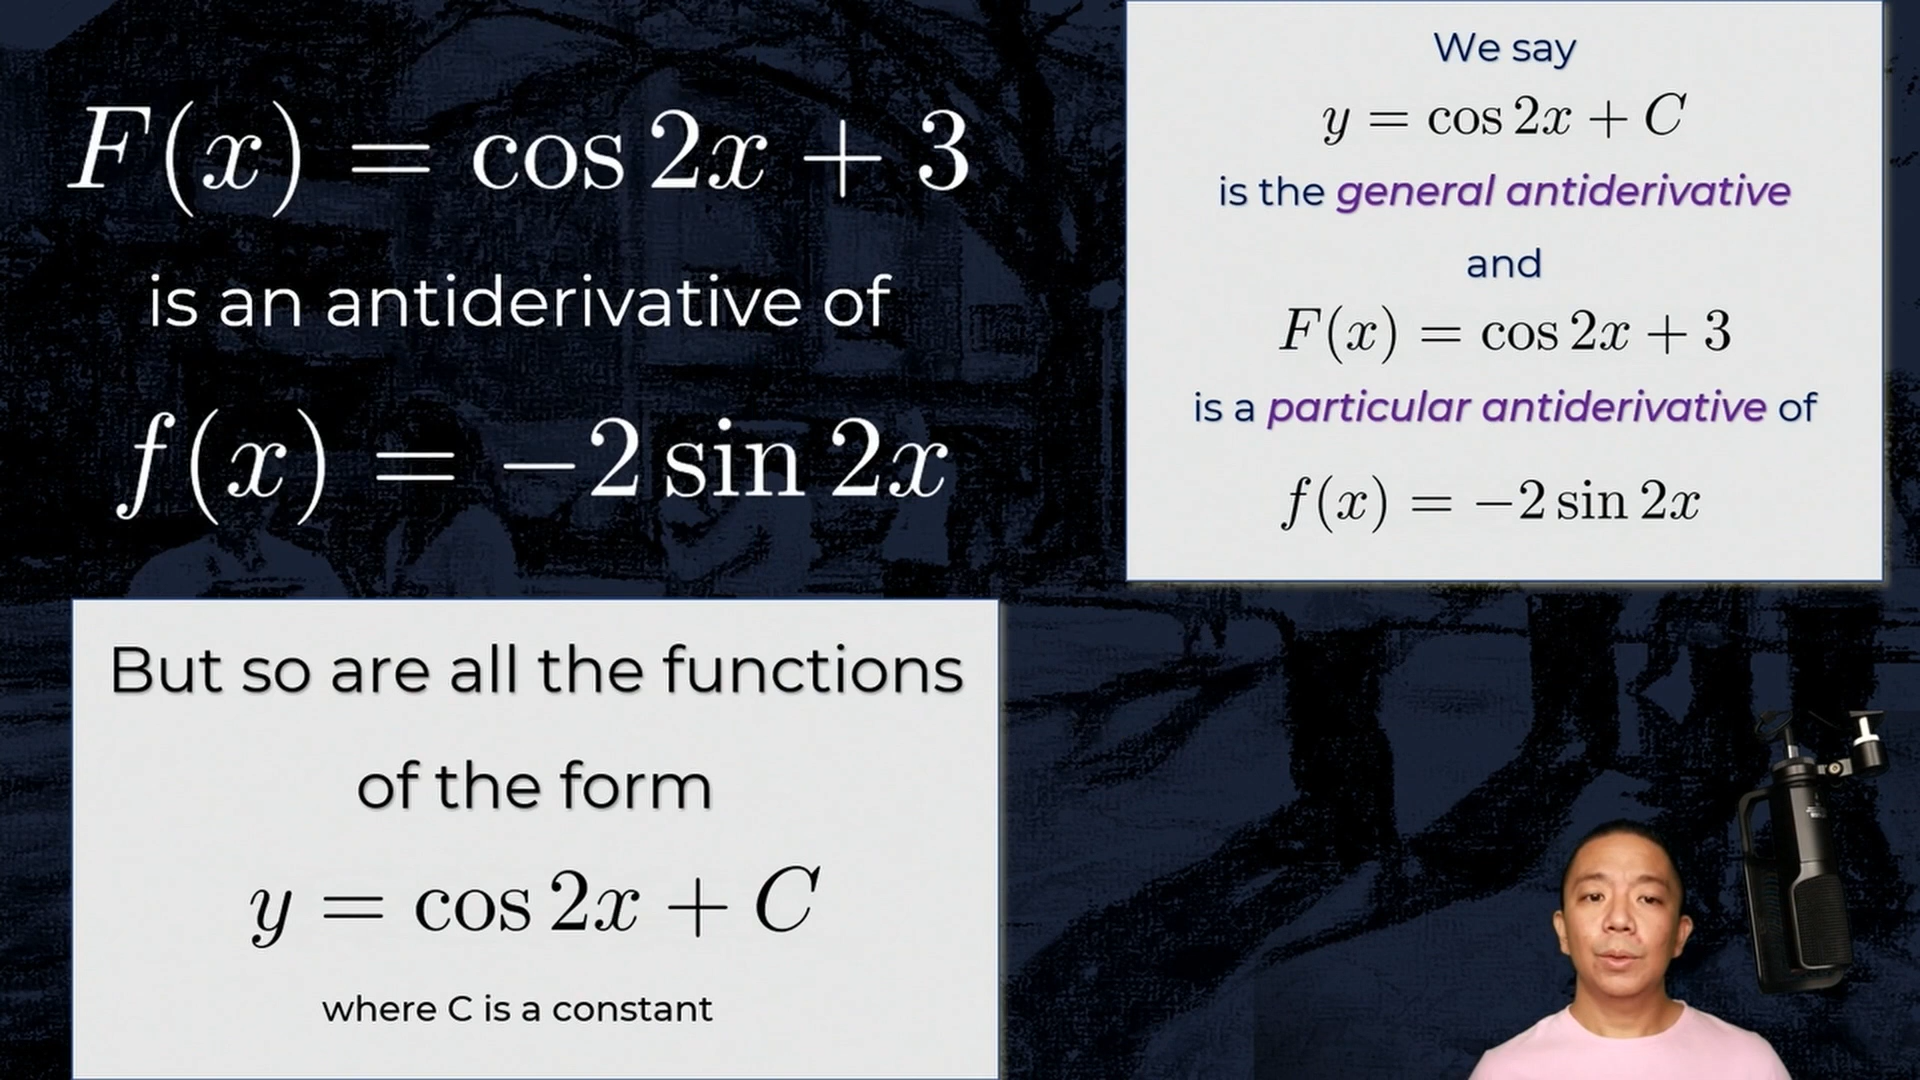 F(x) = cos 2x + 3
is an antiderivative of
f(x) = −2 sin 2x
But so are all the functions
of the form
y = cos 2x + C
where C is a constant
We say
y = cos 2x + C
is the general antiderivative
and
F(x) = cos 2x + 3
is a particular antiderivative of
f(x) = −2 sin 2x